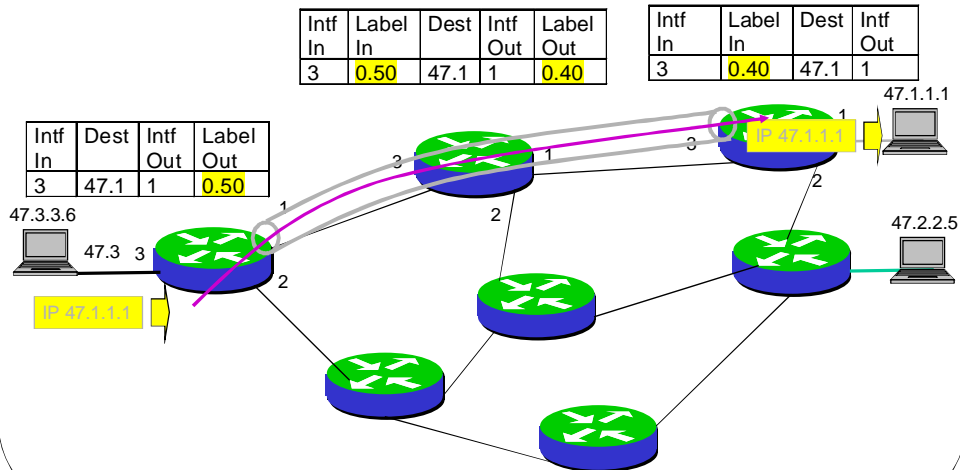 Intf In Label In Dest Intf Out Label Out
3 0.50 47.1 1 0.40
Intf In Label In Dest Intf Out
3 0.40 47.1 1
47.1.1.1
Intf In Dest Intf Out Label Out
3 47.1 1 0.50
1
IP 47.1.1.1
3
1
3
2
1
2
47.3.3.6
47.2.2.5
47.3
3
2
IP 47.1.1.1